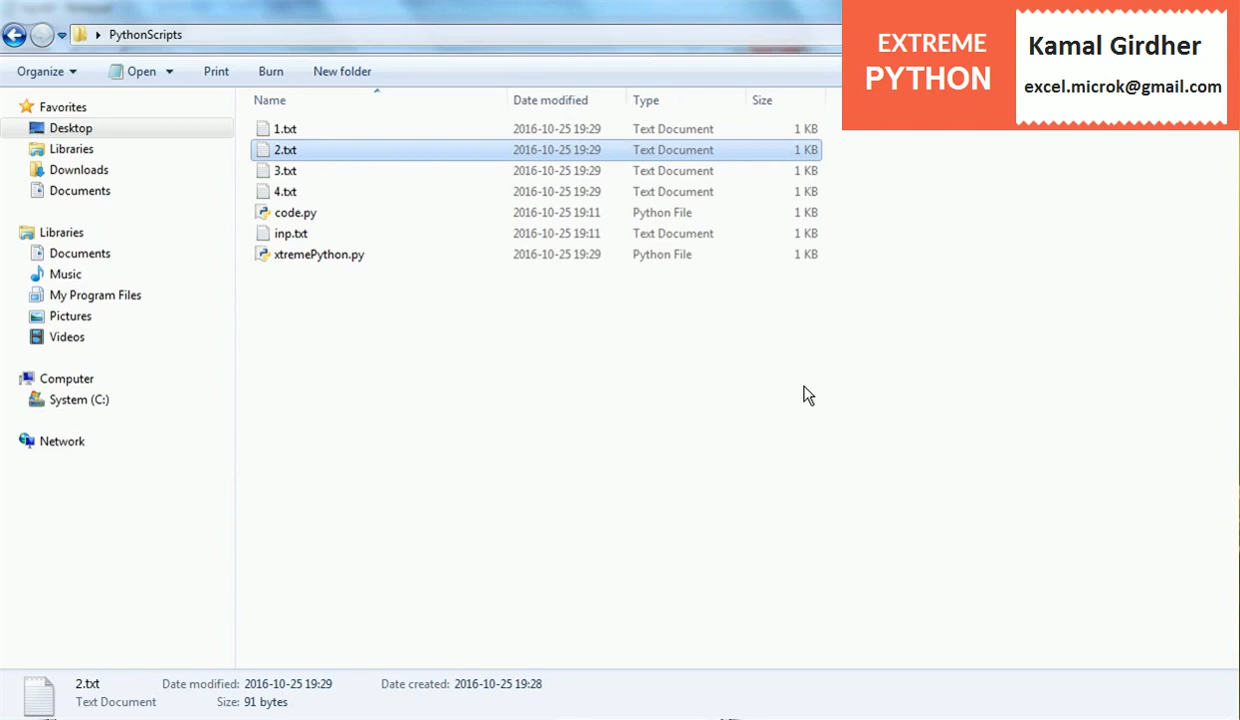 PythonScripts
EXTREME
PYTHON
Kamal Girdher
excel.microk@gmail.com
Organize Open Print Burn New folder
Name Date modified Type Size
Favorites
Desktop
Libraries
Downloads
Documents
Libraries
Documents
Music
My Program Files
Pictures
Videos
Computer
System (C:)
Network
1.txt 2016-10-25 19:29 Text Document 1 KB
2.txt 2016-10-25 19:29 Text Document 1 KB
3.txt 2016-10-25 19:29 Text Document 1 KB
4.txt 2016-10-25 19:29 Text Document 1 KB
code.py 2016-10-25 19:11 Python File 1 KB
inp.txt 2016-10-25 19:11 Text Document 1 KB
xtremePython.py 2016-10-25 19:29 Python File 1 KB
2.txt Date modified: 2016-10-25 19:29 Date created: 2016-10-25 19:28
Text Document Size: 91 bytes